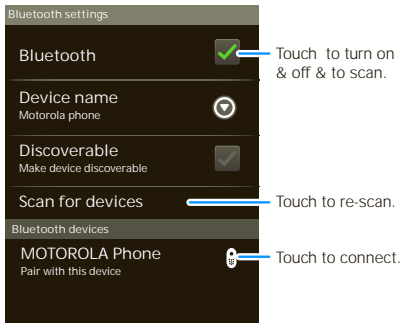 Bluetooth settings
Bluetooth
Touch to turn on
& off & to scan.
Device name
Motorola phone
Discoverable
Make device discoverable
Scan for devices
Touch to re-scan.
Bluetooth devices
MOTOROLA Phone
Pair with this device
Touch to connect.